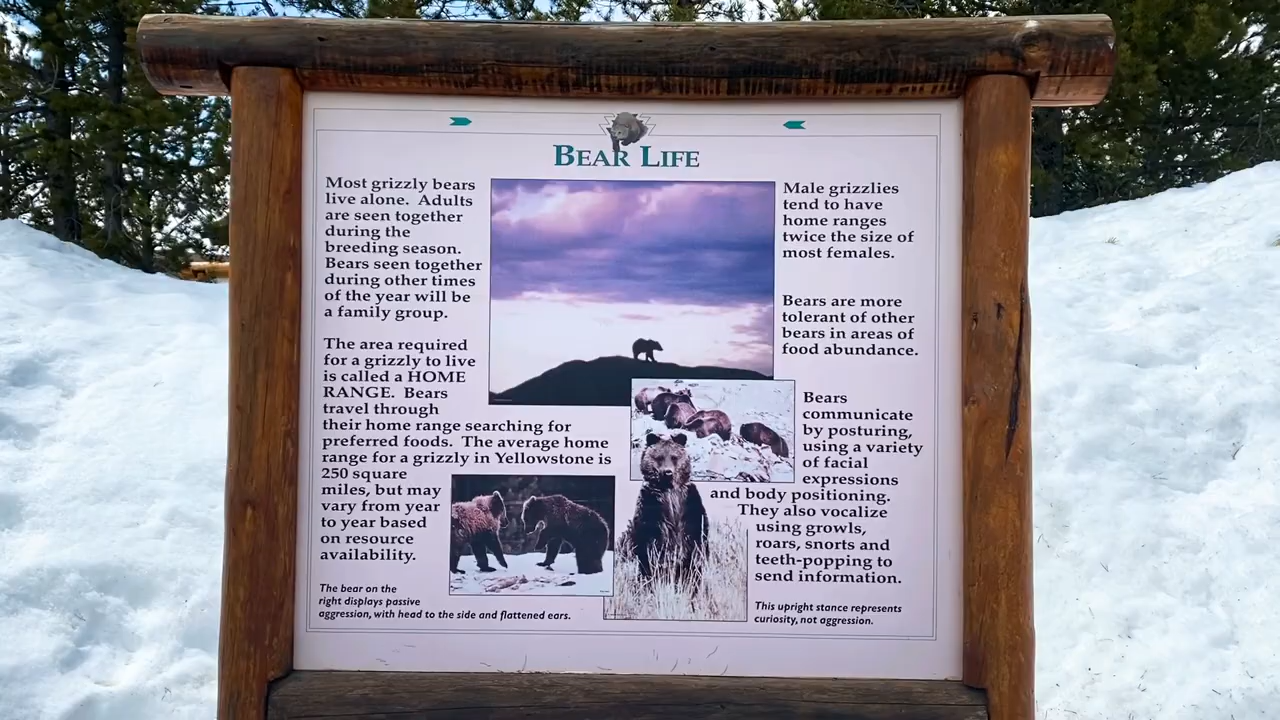 BEAR LIFE
Most grizzly bears
live alone. Adults
are seen together
during the
breeding season.
Bears seen together
during other times
of the year will be
a family group.
The area required
for a grizzly to live
is called a HOME
RANGE. Bears
travel through
their home range searching for
preferred foods. The average home
range for a grizzly in Yellowstone is
250 square
miles, but may
vary from year
to year based
on resource
availability.
The bear on the
right displays passive
aggression, with head to the side and flattened ears.
Male grizzlies
tend to have
home ranges
twice the size of
most females.
Bears are more
tolerant of other
bears in areas of
food abundance.
Bears
communicate
by posturing,
using a variety
of facial
expressions
and body positioning.
They also vocalize
using growls,
roars, snorts and
teeth-popping to
send information.
This upright stance represents
curiosity, not aggression.